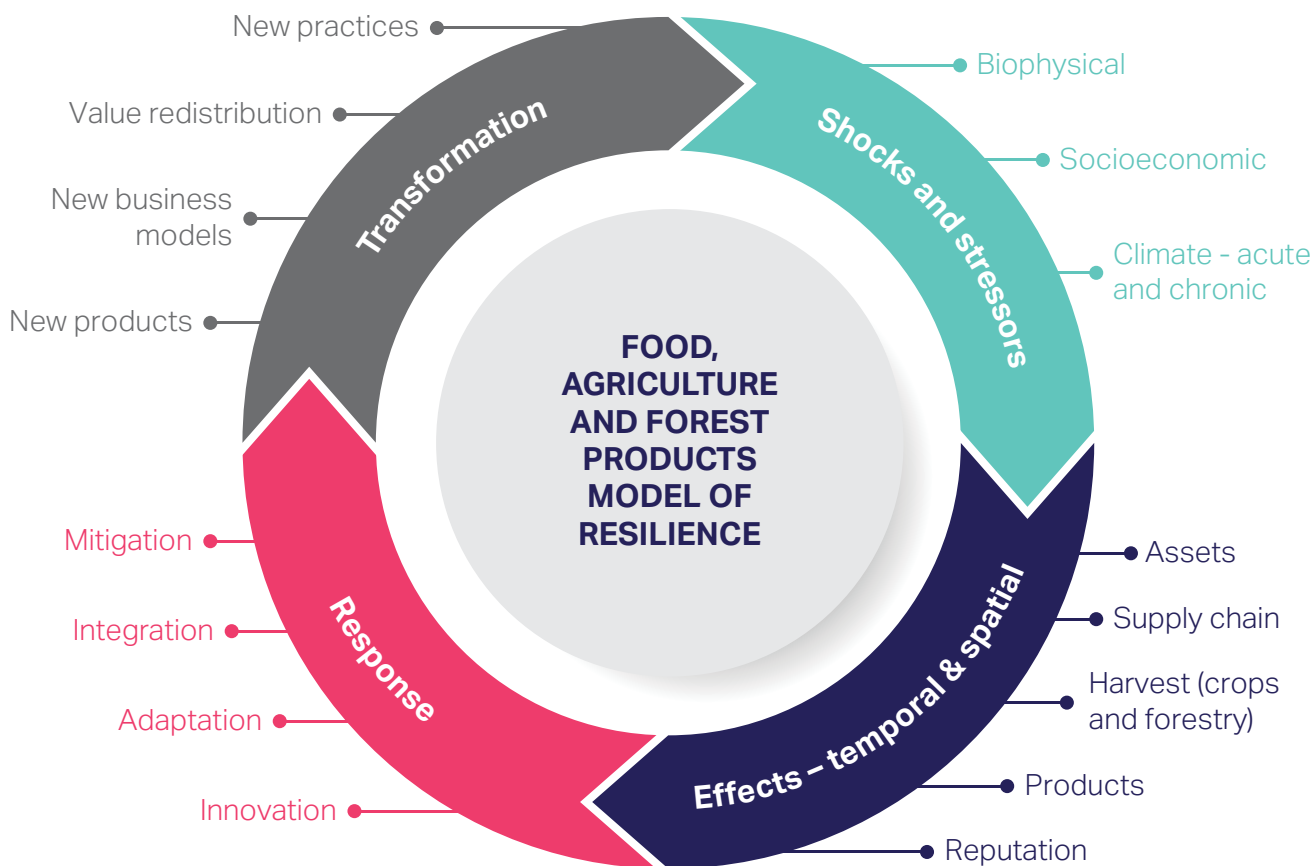 New practices
Value redistribution
New business
models
New products
Transformation
Biophysical
Socioeconomic
Climate - acute
and chronic
Shocks and stressors
FOOD,
AGRICULTURE
AND FOREST
PRODUCTS
MODEL OF
RESILIENCE
Assets
Supply chain
Harvest (crops
and forestry)
Products
Reputation
Effects – temporal & spatial
Mitigation
Integration
Adaptation
Innovation
Response